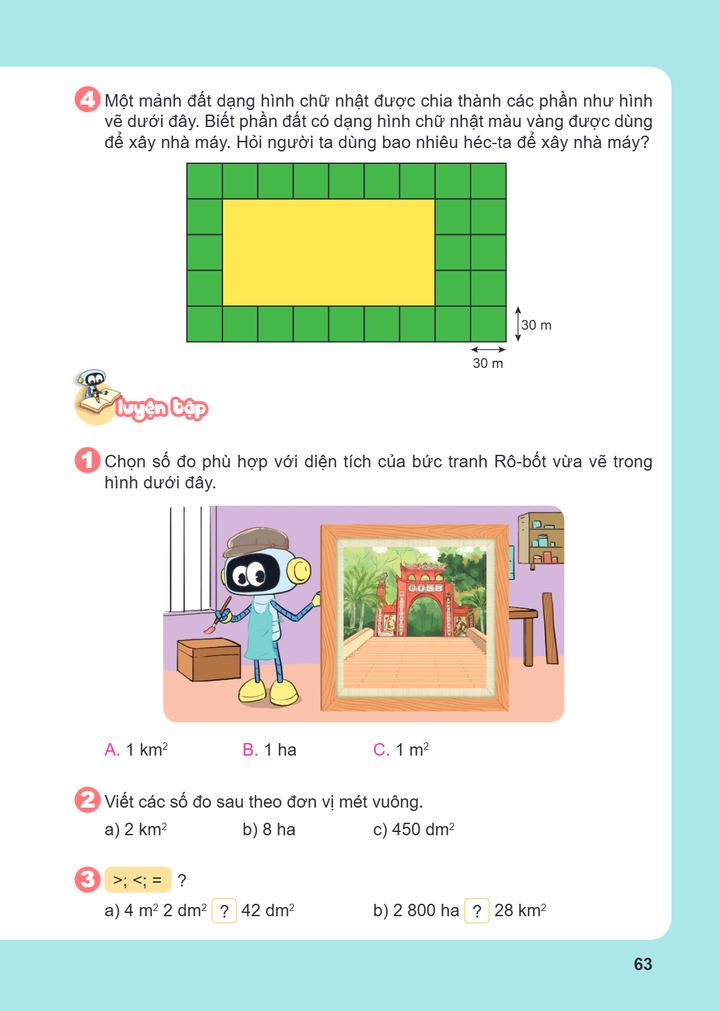 4 Một mảnh đất dạng hình chữ nhật được chia thành các phần như hình
vẽ dưới đây. Biết phần đất có dạng hình chữ nhật màu vàng được dùng
để xây nhà máy. Hỏi người ta dùng bao nhiêu héc-ta để xây nhà máy?
30 m
30 m
luyện tập
1 Chọn số đo phù hợp với diện tích của bức tranh Rô-bốt vừa vẽ trong
hình dưới đây.
A. 1 km² B. 1 ha C. 1 m²
2 Viết các số đo sau theo đơn vị mét vuông.
a) 2 km² b) 8 ha c) 450 dm²
3 >; <; = ?
a) 4 m² 2 dm² ? 42 dm² b) 2 800 ha ? 28 km²
63